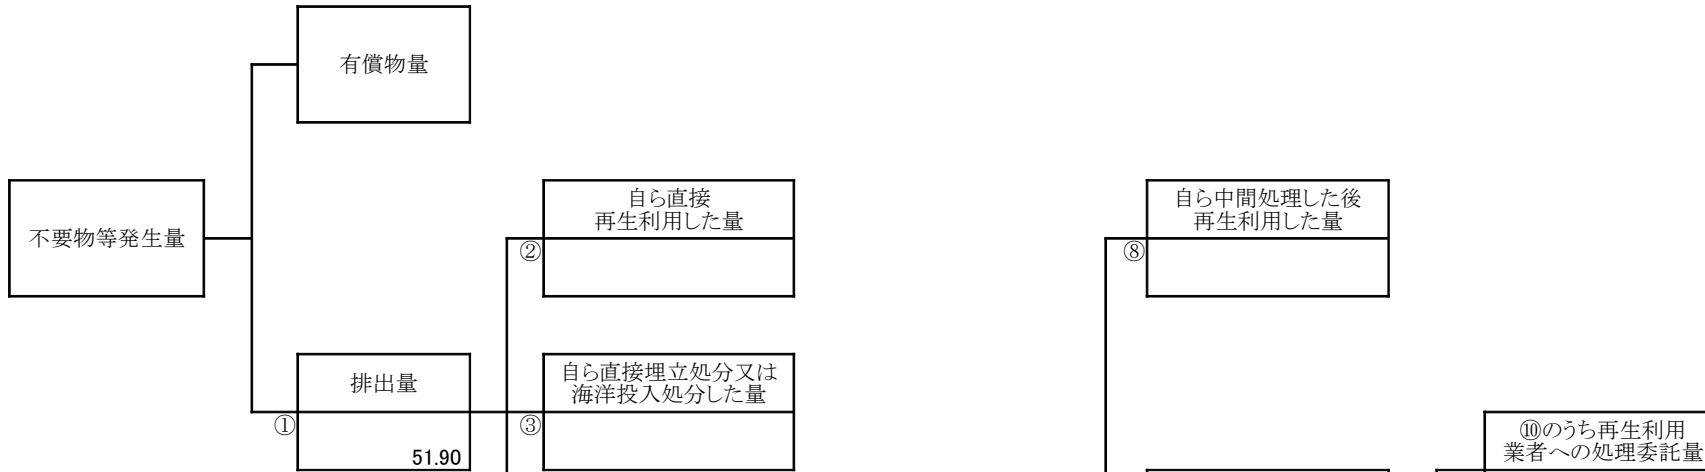 有償物量
不要物等発生量
自ら直接
再生利用した量
②
自ら中間処理した後
再生利用した量
⑧
排出量
①
51.90
自ら直接埋立処分又は
海洋投入処分した量
③
⑩のうち再生利用
業者への処理委託量